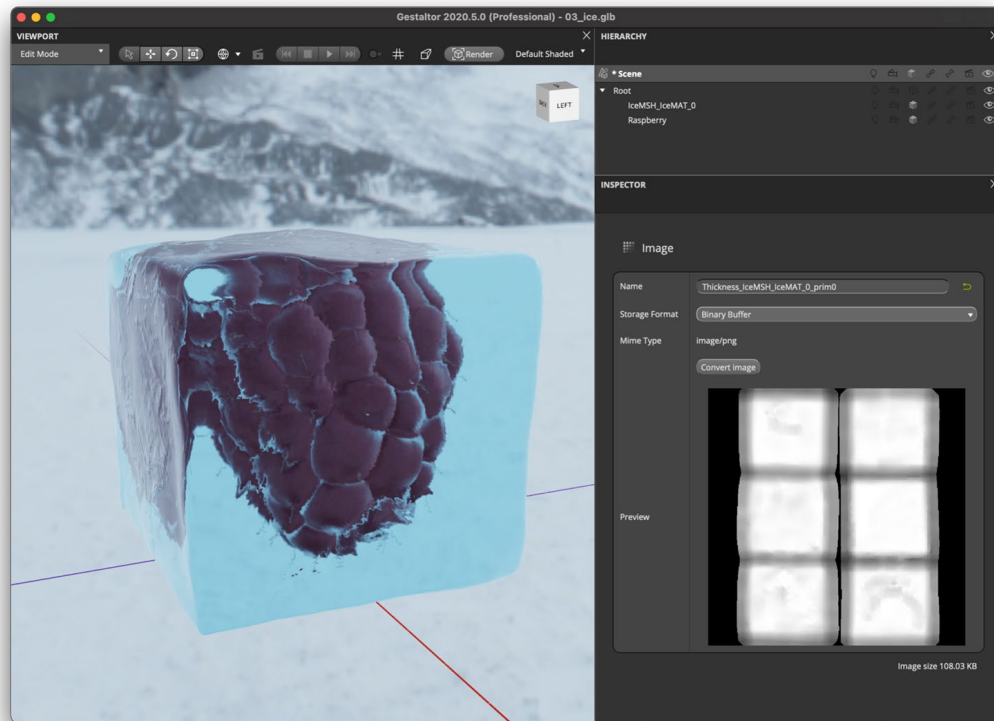 Gestaltor 2020.5.0 (Professional) - 03_ice.glb
VIEWPORT
Edit Mode
Render
Default Shaded
LEFT
HIERARCHY
* Scene
Root
IceMSH_IceMAT_0
Raspberry
INSPECTOR
Image
Name
Thickness_IceMSH_IceMAT_0_prim0
Storage Format
Binary Buffer
Mime Type
image/png
Convert image
Preview
Image size 108.03 KB